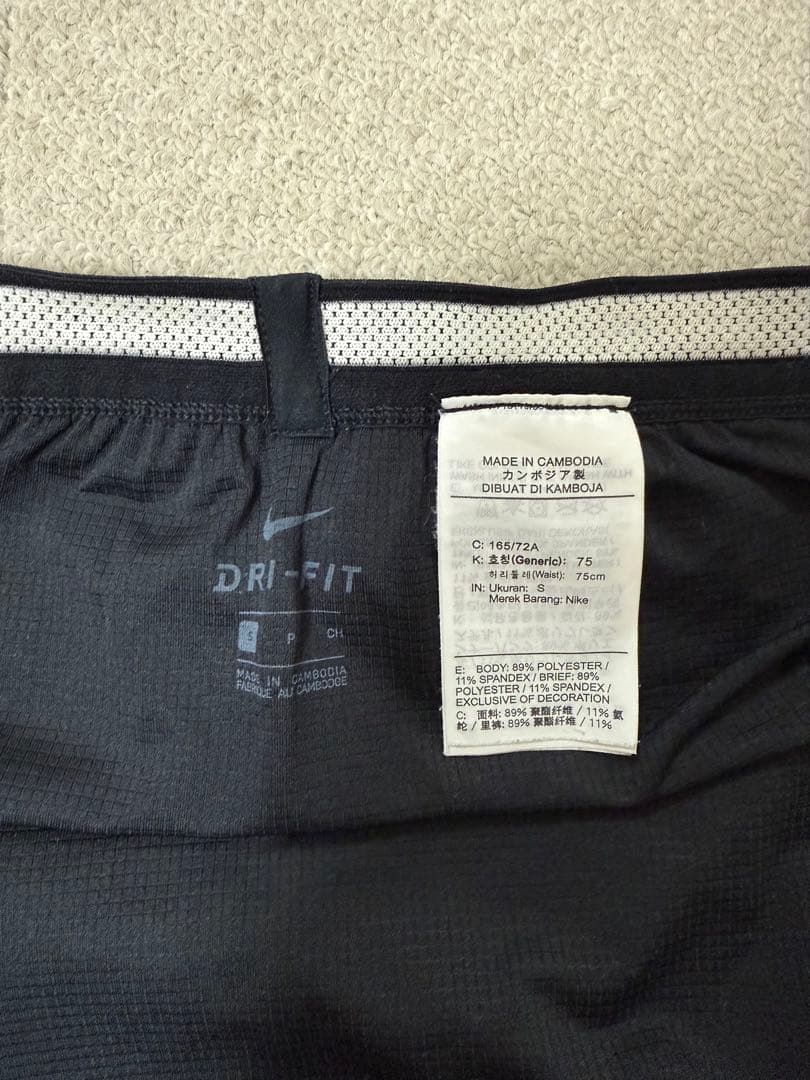 DRI-FIT
S P CH
MADE IN CAMBODIA
FABRIQUÉ AU CAMBODGE
MADE IN CAMBODIA
カンボジア製
DIBUAT DI KAMBOJA
C: 165/72A
K: 호칭(Generic): 75
허리둘레(Waist): 75cm
IN: Ukuran: S
Merek Barang: Nike
E: BODY: 89% POLYESTER /
11% SPANDEX / BRIEF: 89%
POLYESTER / 11% SPANDEX /
EXCLUSIVE OF DECORATION
C: 面料: 89% 聚酯纤维 / 11% 氨
纶 / 里裤: 89% 聚酯纤维 / 11%